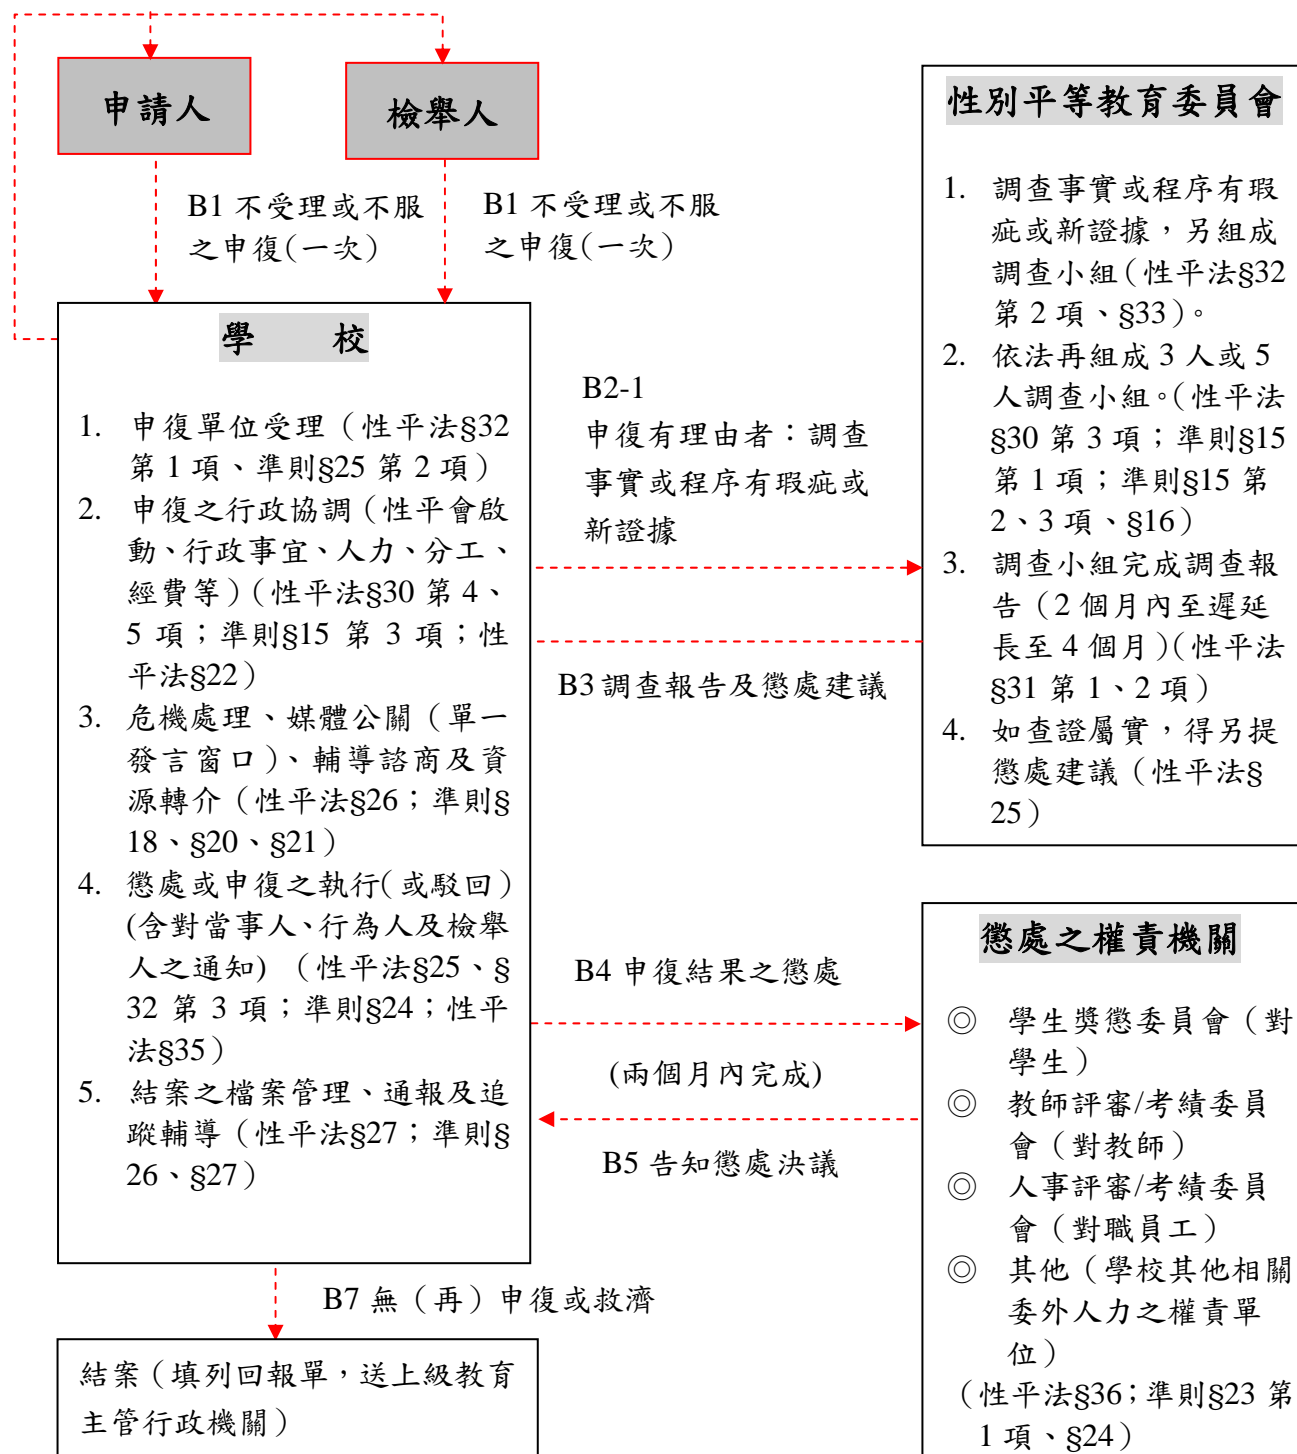 申請人
檢舉人
B1 不受理或不服
之申復(一次)
B1 不受理或不服
之申復(一次)
學 校
1. 申復單位受理（性平法§32
第 1 項、準則§25 第 2 項）
2. 申復之行政協調（性平會啟
動、行政事宜、人力、分工、
經費等）（性平法§30 第 4、
5 項；準則§15 第 3 項；性
平法§22）
3. 危機處理、媒體公關（單一
發言窗口）、輔導諮商及資
源轉介（性平法§26；準則§
18、§20、§21）
4. 懲處或申復之執行(或駁回)
(含對當事人、行為人及檢舉
人之通知) （性平法§25、§
32 第 3 項；準則§24；性平
法§35）
5. 結案之檔案管理、通報及追
蹤輔導（性平法§27；準則§
26、§27）
B2-1
申復有理由者：調查
事實或程序有瑕疵或
新證據
B3 調查報告及懲處建議
B4 申復結果之懲處
(兩個月內完成)
B5 告知懲處決議
性別平等教育委員會
1. 調查事實或程序有瑕
疵或新證據，另組成
調查小組（性平法§32
第 2 項、§33）。
2. 依法再組成 3 人或 5
人調查小組。（性平法
§30 第 3 項；準則§15
第 1 項；準則§15 第
2、3 項、§16）
3. 調查小組完成調查報
告（2 個月內至遲延
長至 4 個月）（性平法
§31 第 1、2 項）
4. 如查證屬實，得另提
懲處建議（性平法§
25）
懲處之權責機關
◎ 學生獎懲委員會（對
學生）
◎ 教師評審/考績委員
會（對教師）
◎ 人事評審/考績委員
會（對職員工）
◎ 其他（學校其他相關
委外人力之權責單
位）
（性平法§36；準則§23 第
1 項、§24）
B7 無（再）申復或救濟
結案（填列回報單，送上級教育
主管行政機關）